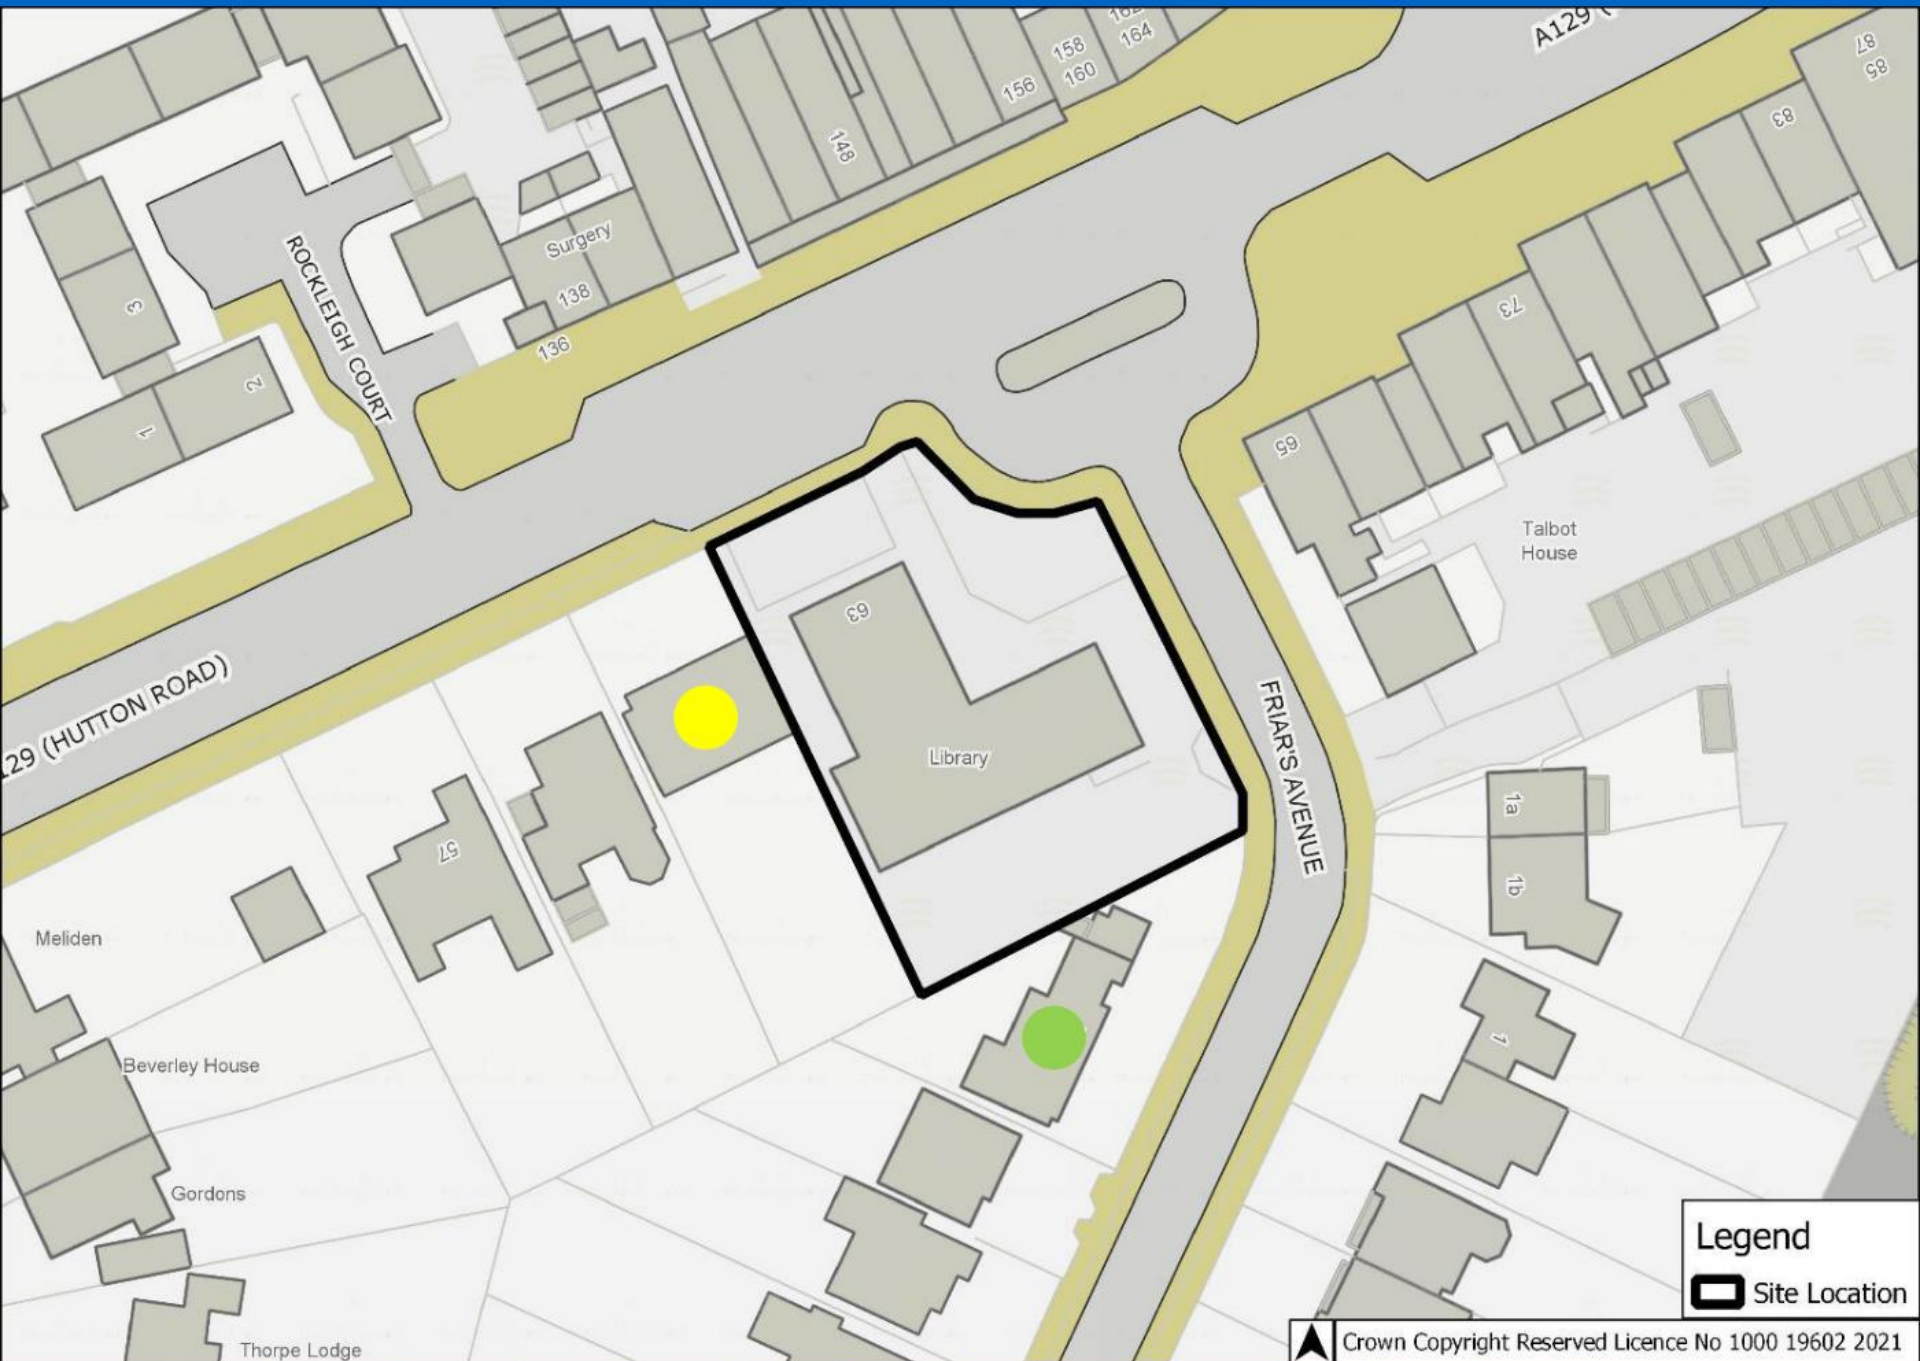 158
164
160
156
148
A129 (
87
85
83
73
65
Surgery
138
136
ROCKLEIGH COURT
3
2
1
Talbot
House
63
Library
129 (HUTTON ROAD)
FRIAR'S AVENUE
57
1a
1b
1
Meliden
Beverley House
Gordons
Thorpe Lodge
Legend
Site Location
Crown Copyright Reserved Licence No 1000 19602 2021